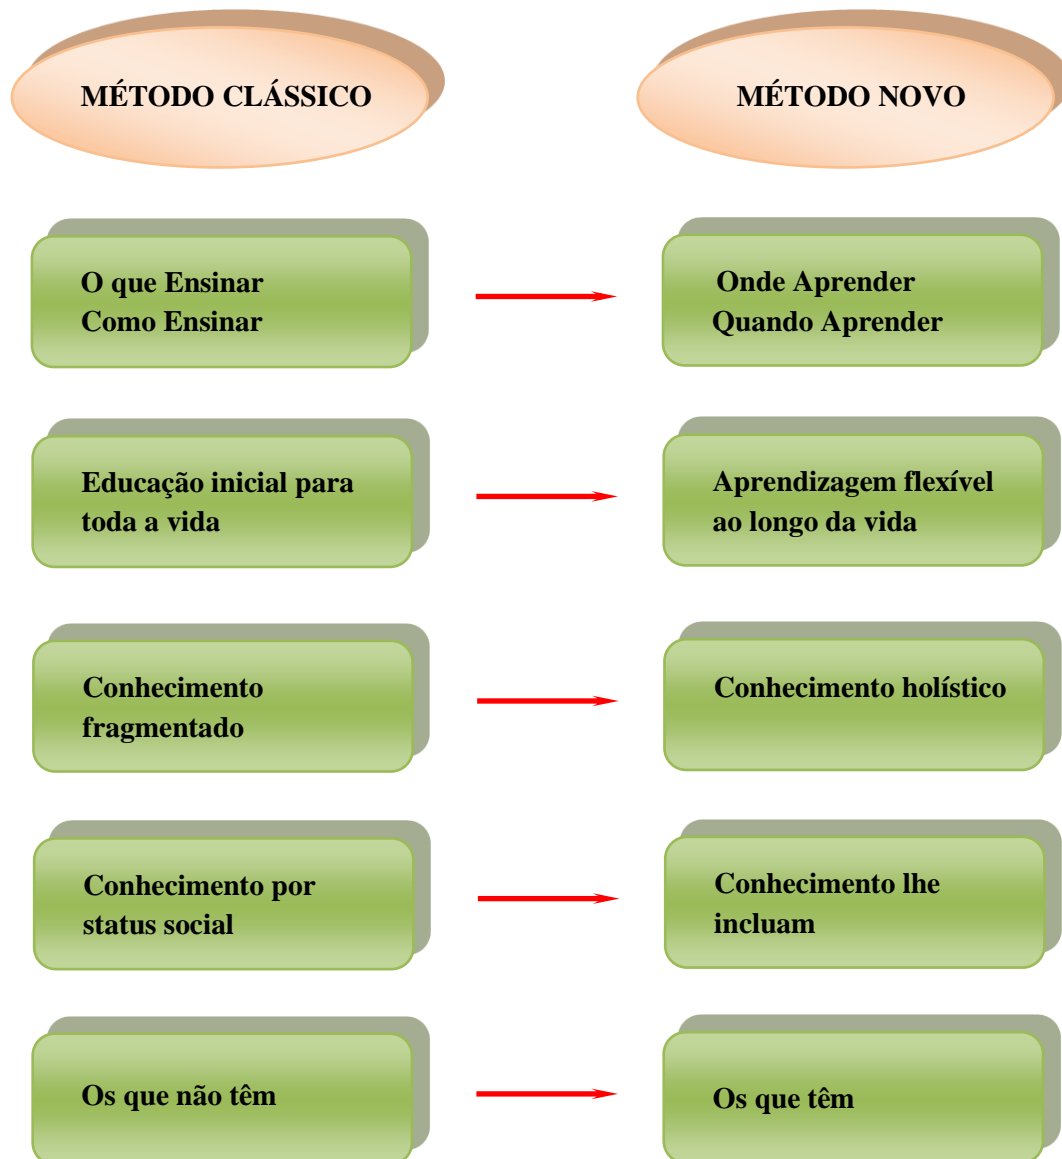 MÉTODO CLÁSSICO
MÉTODO NOVO
O que Ensinar
Como Ensinar
Onde Aprender
Quando Aprender
Educação inicial para
toda a vida
Aprendizagem flexível
ao longo da vida
Conhecimento
fragmentado
Conhecimento holístico
Conhecimento por
status social
Conhecimento lhe
incluam
Os que não têm
Os que têm